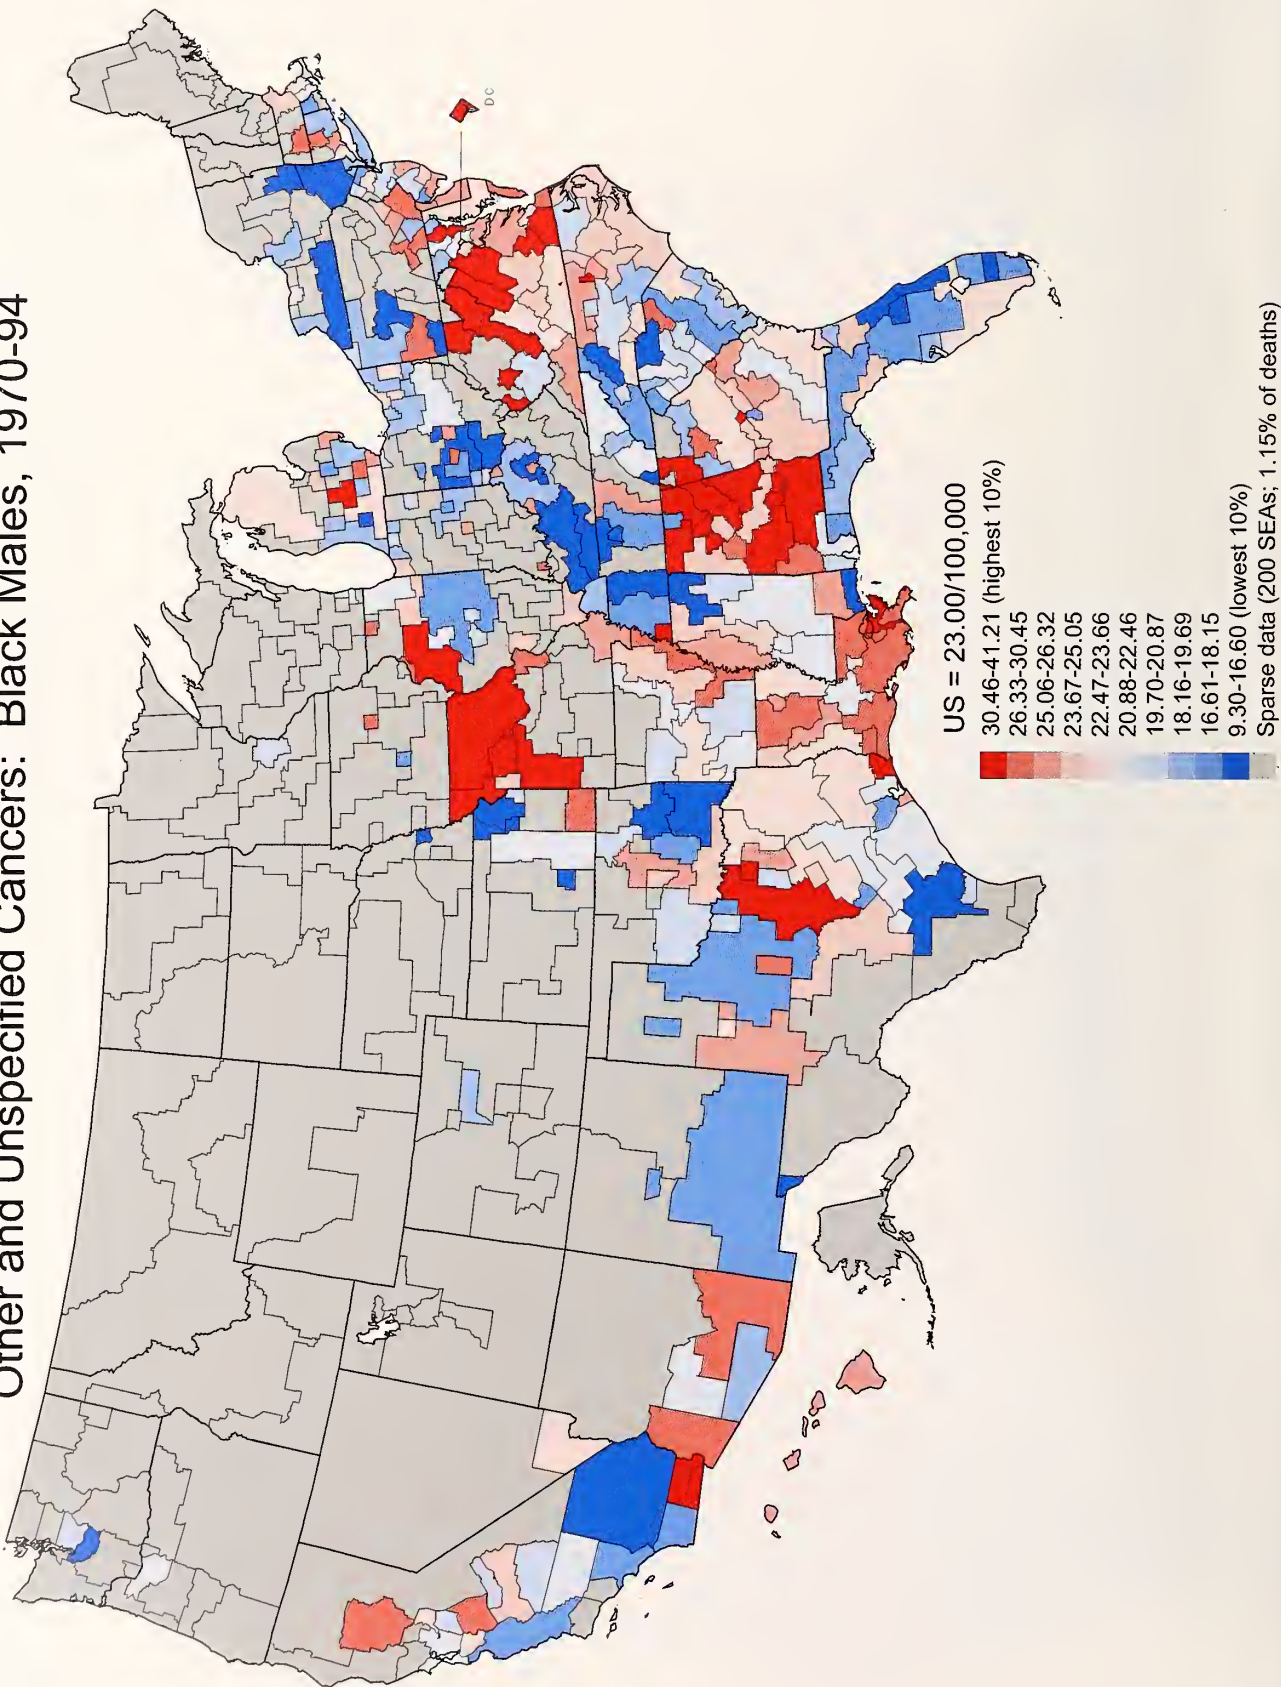 Other and Unspecified Cancers: Black Males, 1970-94
DC
US = 23.00/100,000
30.46-41.21 (highest 10%)
26.33-30.45
25.06-26.32
23.67-25.05
22.47-23.66
20.88-22.46
19.70-20.87
18.16-19.69
16.61-18.15
9.30-16.60 (lowest 10%)
Sparse data (200 SEAs; 1.15% of deaths)